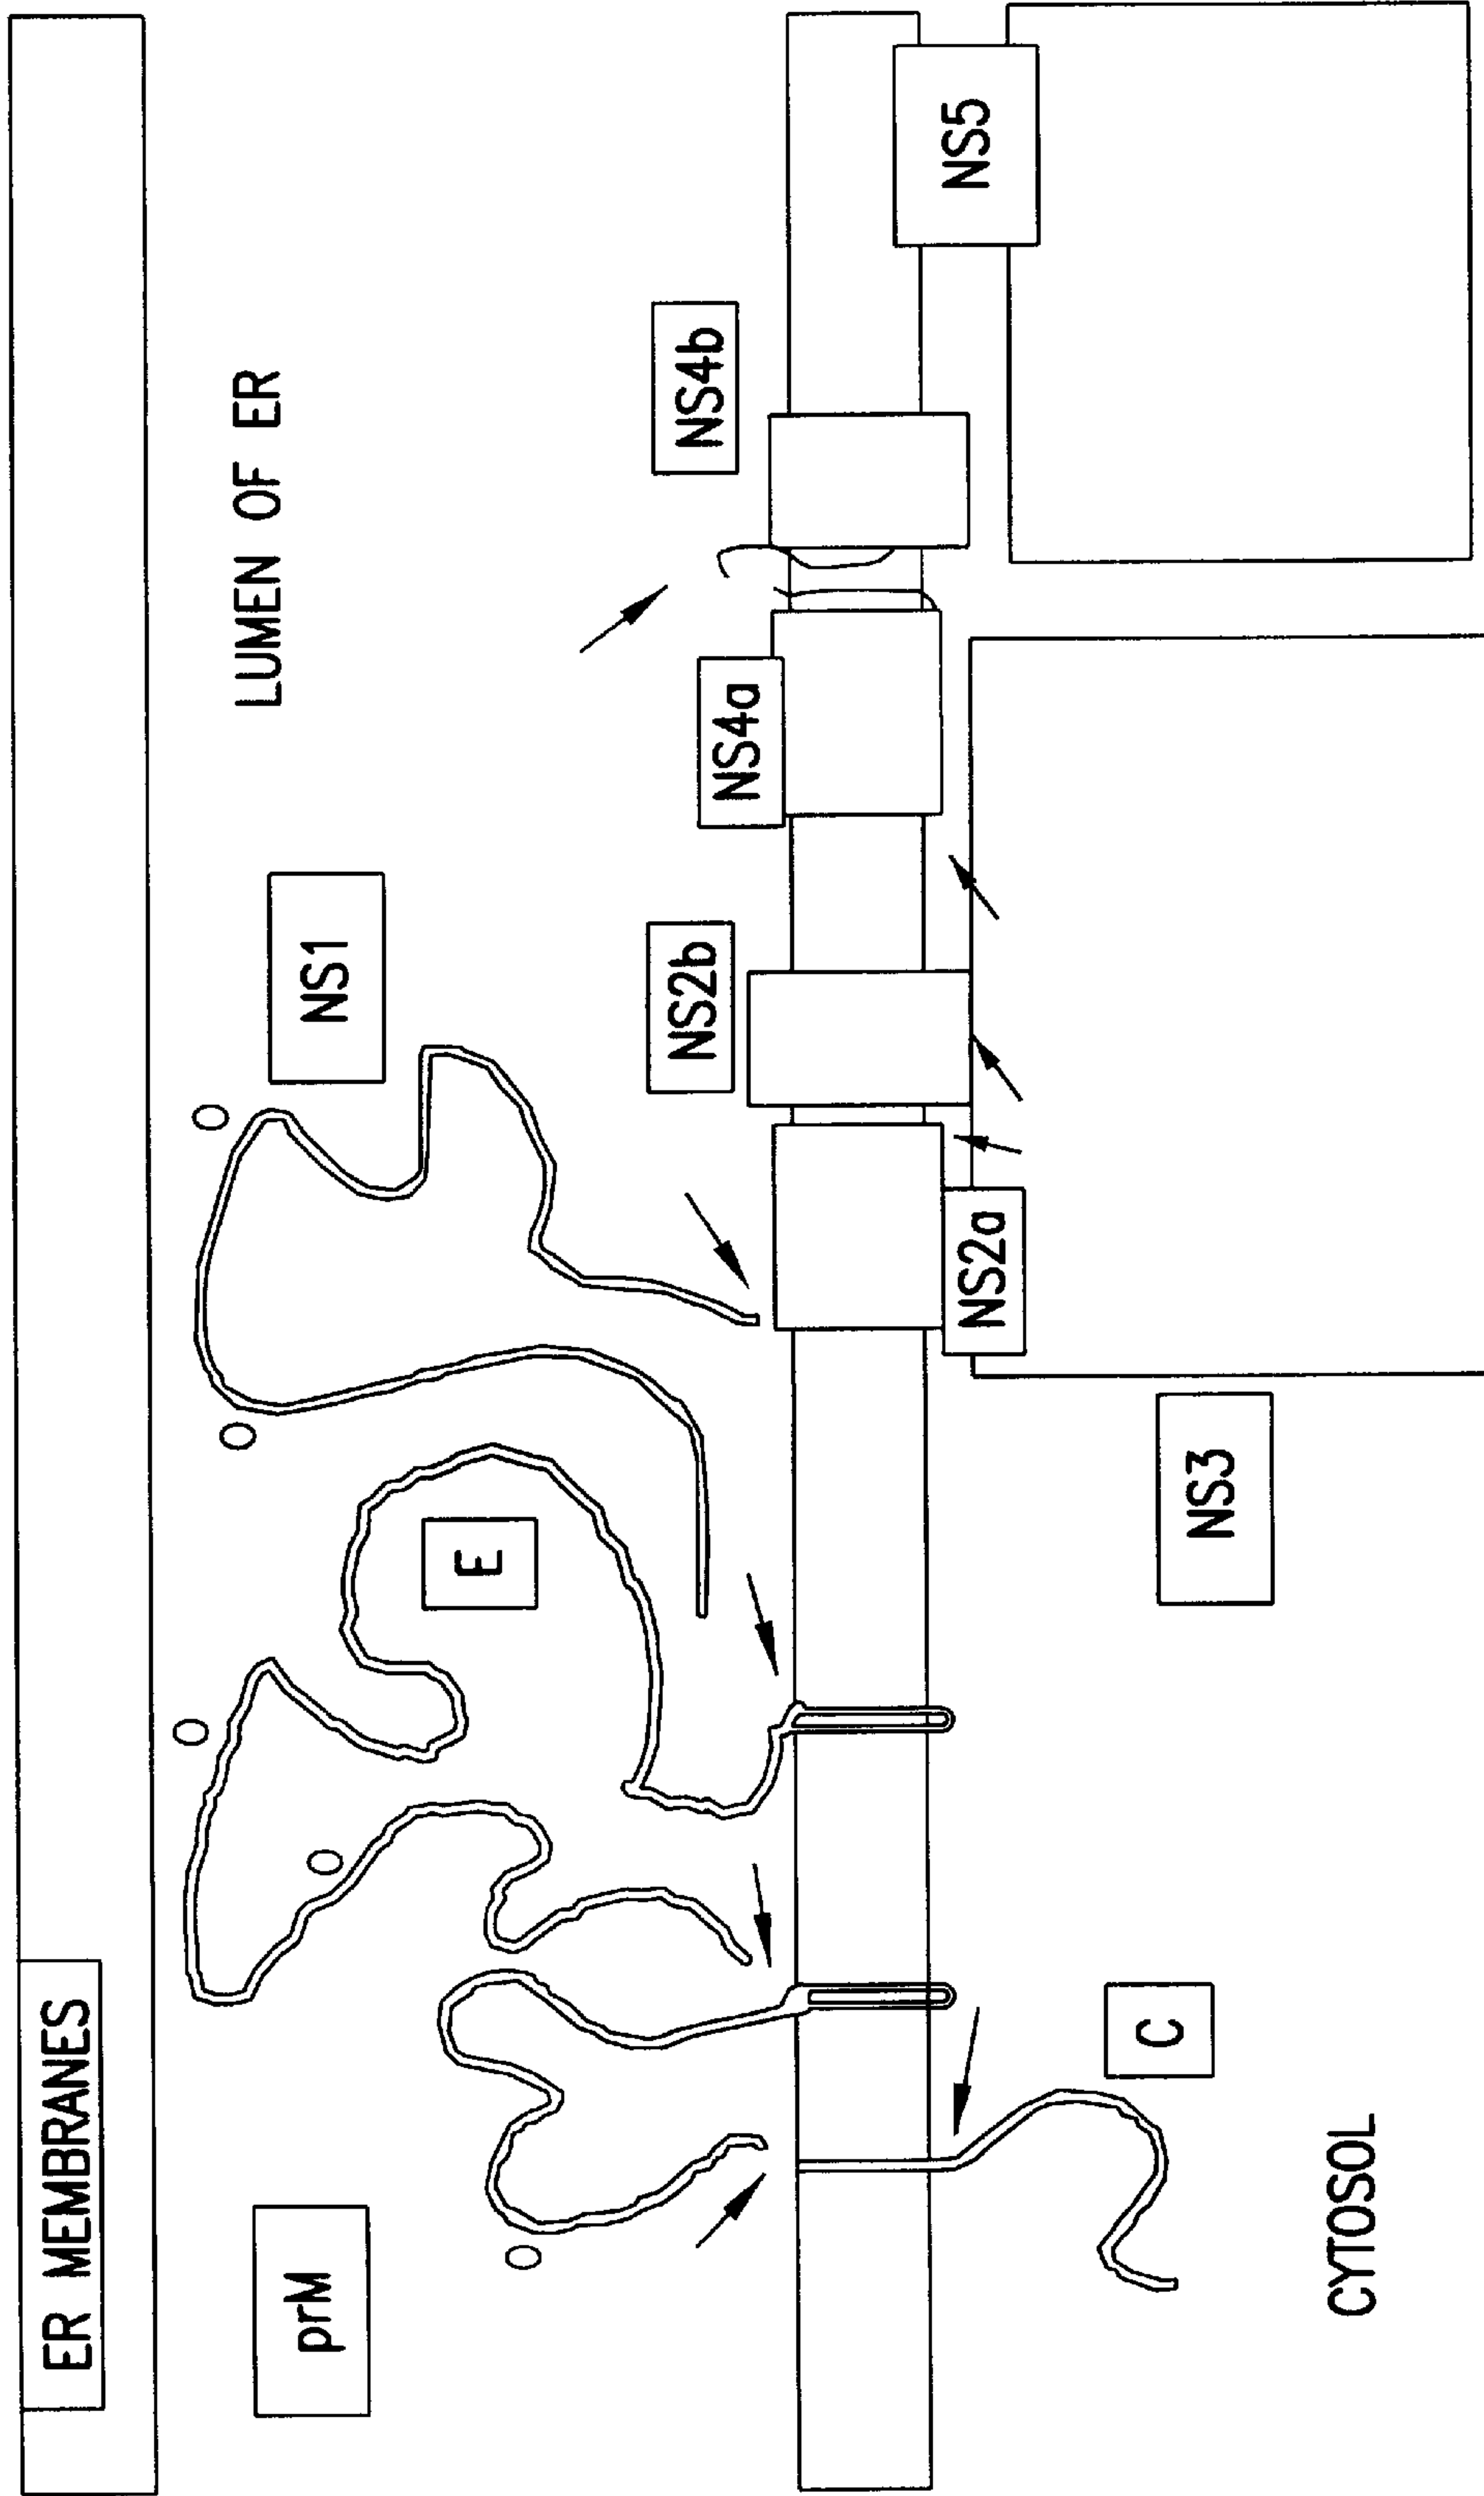 ER MEMBRANES
LUMEN OF ER
prM
NS1
E
NS2b
NS4a
NS4b
NS5
NS2a
C
NS3
CYTOSOL